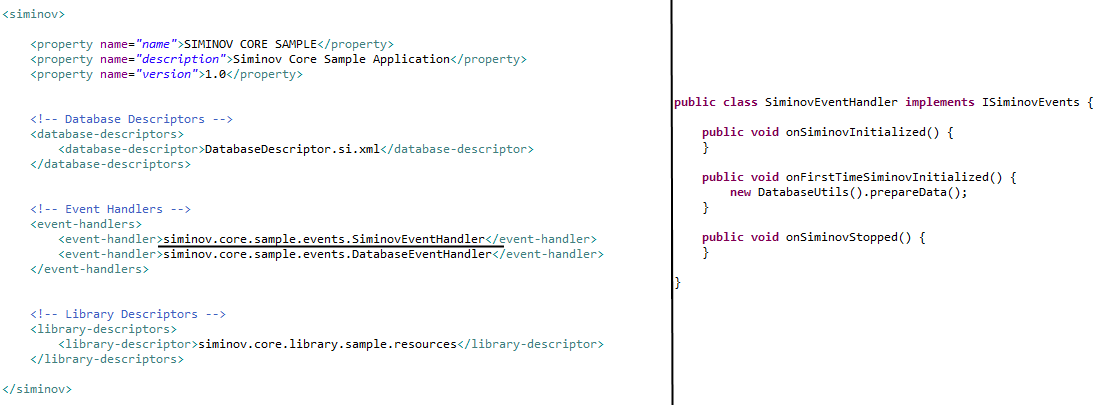 <siminov>
<property name="name">SIMINOV CORE SAMPLE</property>
<property name="description">Siminov Core Sample Application</property>
<property name="version">1.0</property>
<!-- Database Descriptors -->
<database-descriptors>
<database-descriptor>DatabaseDescriptor.si.xml</database-descriptor>
</database-descriptors>
<!-- Event Handlers -->
<event-handlers>
<event-handler>siminov.core.sample.events.SiminovEventHandler</event-handler>
<event-handler>siminov.core.sample.events.DatabaseEventHandler</event-handler>
</event-handlers>
<!-- Library Descriptors -->
<library-descriptors>
<library-descriptor>siminov.core.library.sample.resources</library-descriptor>
</library-descriptors>
</siminov>
public class SiminovEventHandler implements ISiminovEvents {
public void onSiminovInitialized() {
}
public void onFirstTimeSiminovInitialized() {
new DatabaseUtils().prepareData();
}
public void onSiminovStopped() {
}
}